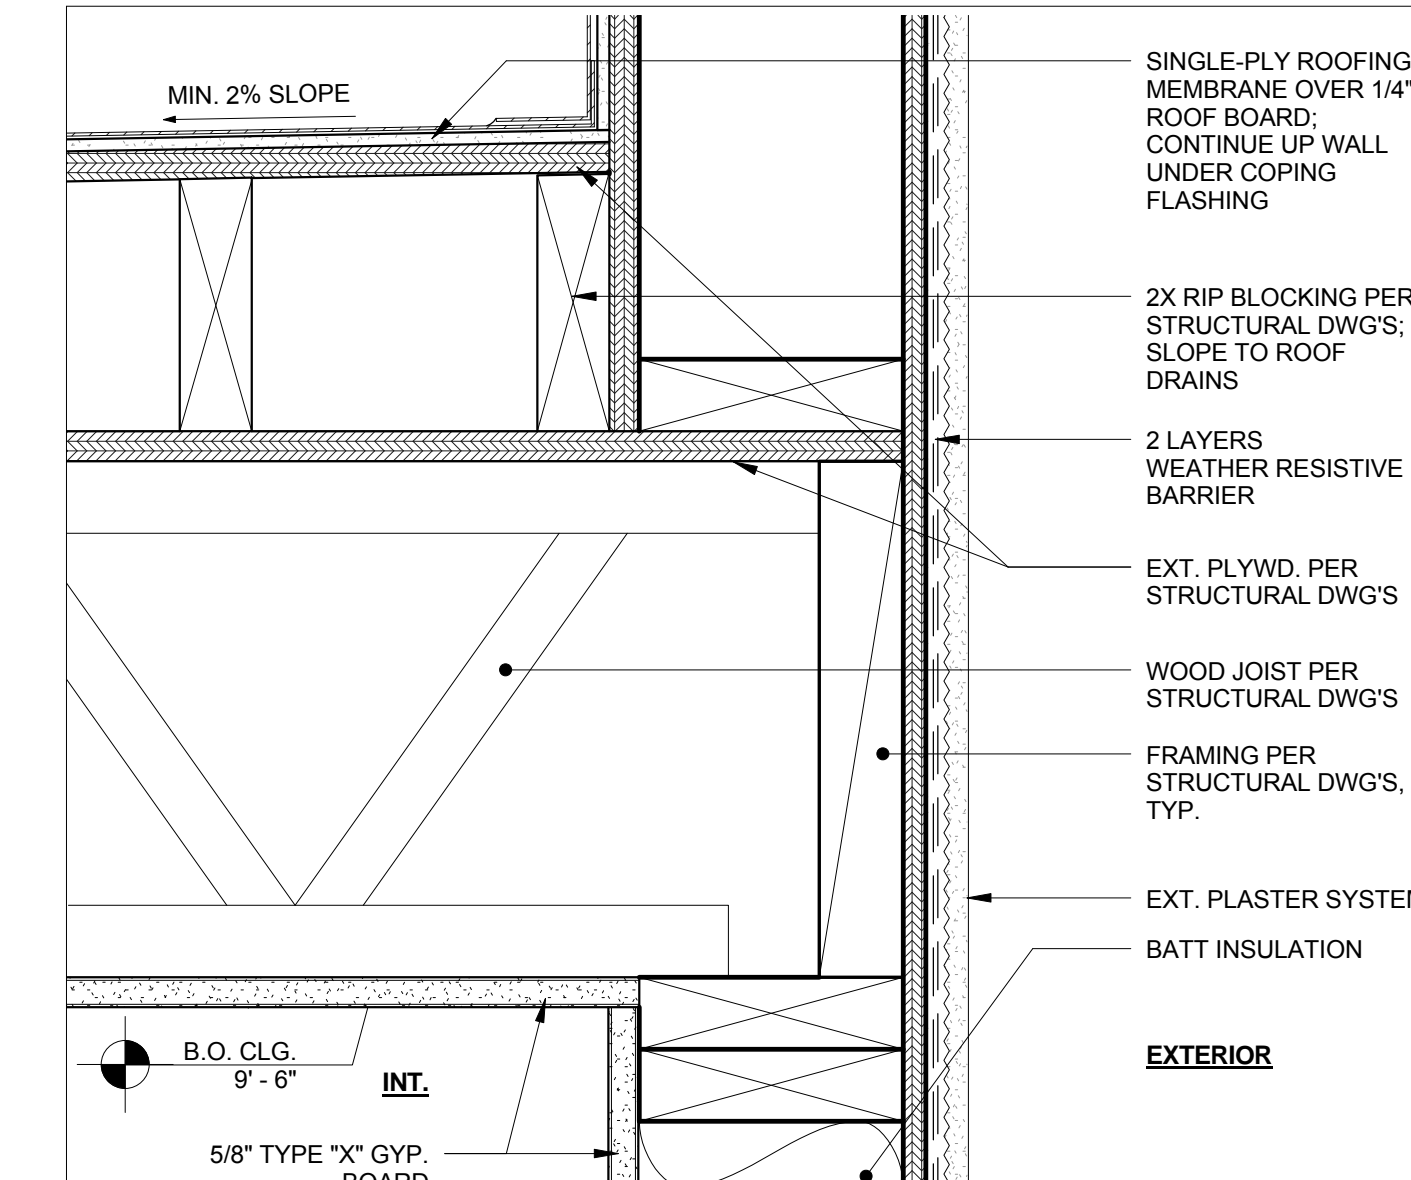 MIN. 2% SLOPE
SINGLE-PLY ROOFING
MEMBRANE OVER 1/4"
ROOF BOARD;
CONTINUE UP WALL
UNDER COPING
FLASHING
2X RIP BLOCKING PER
STRUCTURAL DWG'S;
SLOPE TO ROOF
DRAINS
2 LAYERS
WEATHER RESISTIVE
BARRIER
EXT. PLYWD. PER
STRUCTURAL DWG'S
WOOD JOIST PER
STRUCTURAL DWG'S
FRAMING PER
STRUCTURAL DWG'S,
TYP.
EXT. PLASTER SYSTEM
BATT INSULATION
EXTERIOR
B.O. CLG.
9' - 6"
INT.
5/8" TYPE "X" GYP.
BOARD